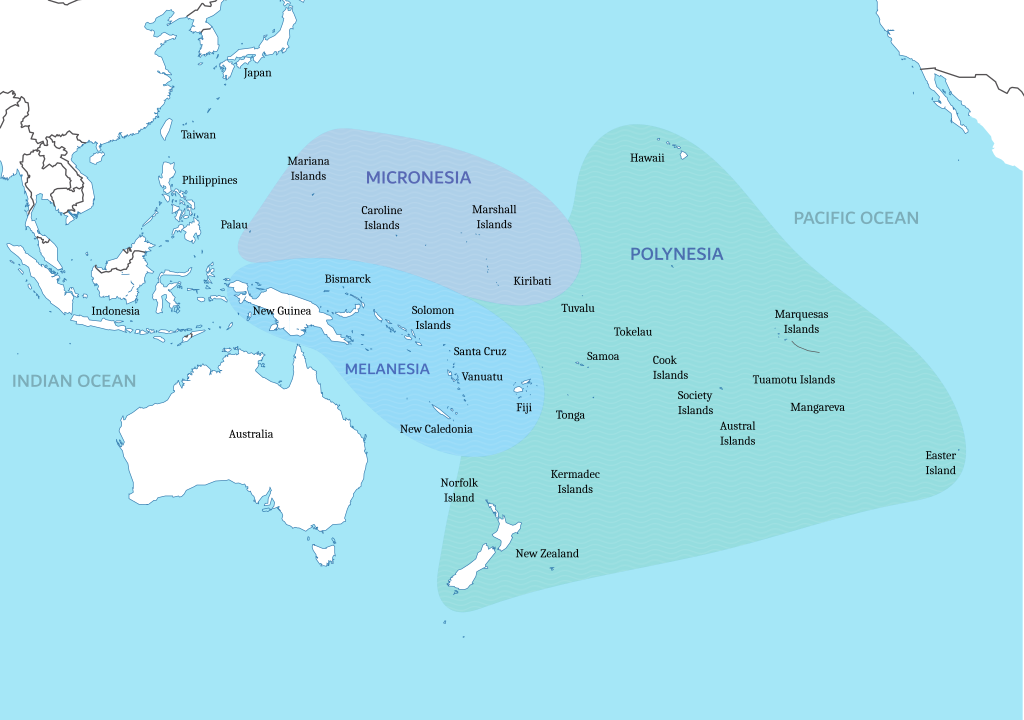 Japan
Taiwan
Hawaii
Mariana
Islands
MICRONESIA
Philippines
Caroline
Islands
Marshall
Islands
PACIFIC OCEAN
Palau
POLYNESIA
Bismarck
Kiribati
Indonesia
New Guinea
Solomon
Islands
Tuvalu
Marquesas
Islands
Tokelau
Santa Cruz
Samoa
Cook
Islands
MELANESIA
Vanuatu
INDIAN OCEAN
Tuamotu Islands
Society
Islands
Fiji
Tonga
Mangareva
Australia
New Caledonia
Austral
Islands
Easter
Island
Norfolk
Island
Kermadec
Islands
New Zealand